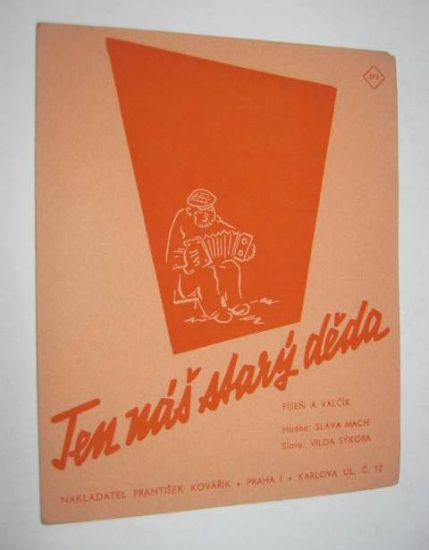 Ten náš starý děda
PÍSEŇ A VALČÍK
Hudba: SLÁVA MACH
Slova: VILDA SÝKORA
NAKLADATEL FRANTIŠEK KOVÁŘÍK • PRAHA I • KARLOVA UL. Č. 12